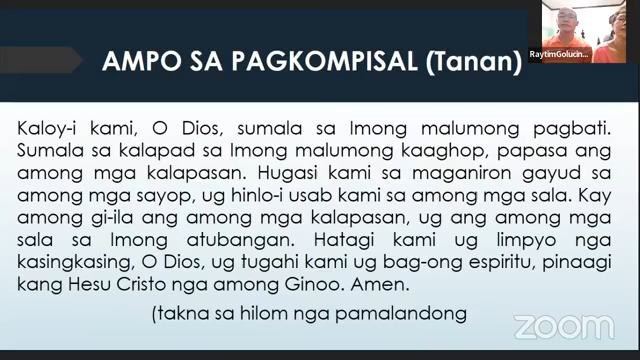 AMPO SA PAGKOMPISAL (Tanan)
RaytimGolucin...
Kaloy-i kami, O Dios, sumala sa Imong malumong pagbati.
Sumala sa kalapad sa Imong malumong kaaghop, papasa ang
among mga kalapasan. Hugasi kami sa maganiron gayud sa
among mga sayop, ug hinlo-i usab kami sa among mga sala. Kay
among gi-ila ang among mga kalapasan, ug ang among mga
sala sa Imong atubangan. Hatagi kami ug limpyo nga
kasingkasing, O Dios, ug tugahi kami ug bag-ong espiritu, pinaagi
kang Hesu Cristo nga among Ginoo. Amen.
(takna sa hilom nga pamalandong
zoom